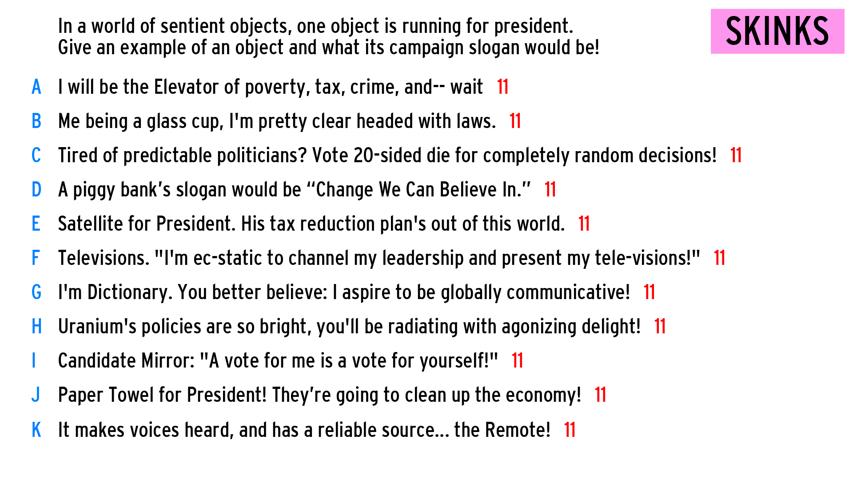 In a world of sentient objects, one object is running for president.
SKINKS
Give an example of an object and what its campaign slogan would be!
A I will be the Elevator of poverty, tax, crime, and-- wait 11
B Me being a glass cup, I'm pretty clear headed with laws. 11
C Tired of predictable politicians? Vote 20-sided die for completely random decisions! 11
D A piggy bank’s slogan would be “Change We Can Believe In.” 11
E Satellite for President. His tax reduction plan's out of this world. 11
F Televisions. "I'm ec-static to channel my leadership and present my tele-visions!" 11
G I'm Dictionary. You better believe: I aspire to be globally communicative! 11
H Uranium's policies are so bright, you'll be radiating with agonizing delight! 11
I Candidate Mirror: "A vote for me is a vote for yourself!" 11
J Paper Towel for President! They’re going to clean up the economy! 11
K It makes voices heard, and has a reliable source... the Remote! 11